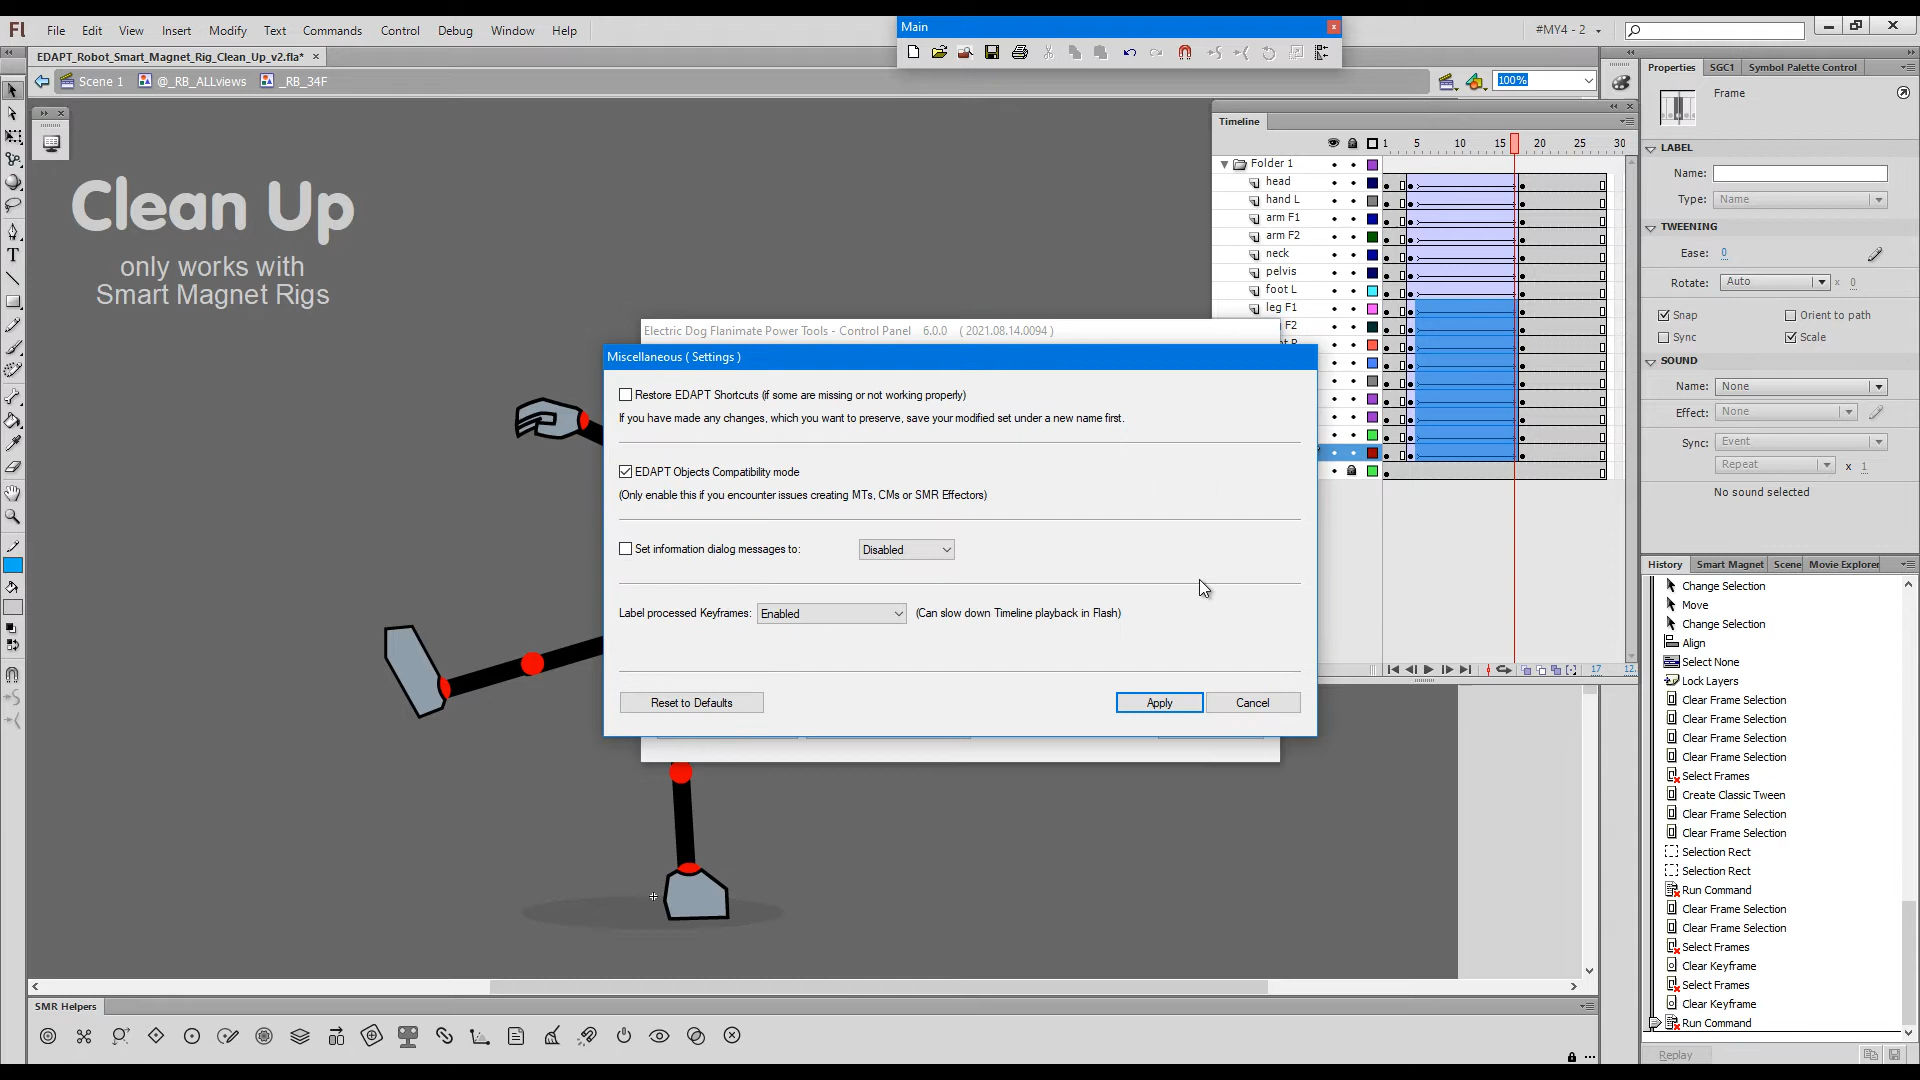 Fl File Edit View Insert Modify Text Commands Control Debug Window Help
Main
#MY4 - 2
EDAPT_Robot_Smart_Magnet_Rig_Clean_Up_v2.fla*
Scene 1 @_RB_ALLviews _RB_34F
100%
Clean Up
only works with
Smart Magnet Rigs
Timeline
1 5 10 15 20 25 30
Folder 1
head
hand L
arm F1
arm F2
neck
pelvis
foot L
leg F1
F2
17
12.
Electric Dog Flanimate Power Tools - Control Panel 6.0.0 ( 2021.08.14.0094 )
Miscellaneous ( Settings )
Restore EDAPT Shortcuts (if some are missing or not working properly)
If you have made any changes, which you want to preserve, save your modified set under a new name first.
EDAPT Objects Compatibility mode
(Only enable this if you encounter issues creating MTs, CMs or SMR Effectors)
Set information dialog messages to: Disabled
Label processed Keyframes: Enabled (Can slow down Timeline playback in Flash)
Reset to Defaults Apply Cancel
SMR Helpers
Properties SGC1 Symbol Palette Control
Frame
LABEL
Name:
Type: Name
TWEENING
Ease: 0
Rotate: Auto x 0
Snap Orient to path
Sync Scale
SOUND
Name: None
Effect: None
Sync: Event
Repeat x 1
No sound selected
History Smart Magnet Scene Movie Explorer
Change Selection
Move
Change Selection
Align
Select None
Lock Layers
Clear Frame Selection
Clear Frame Selection
Clear Frame Selection
Clear Frame Selection
Select Frames
Create Classic Tween
Clear Frame Selection
Clear Frame Selection
Selection Rect
Selection Rect
Run Command
Clear Frame Selection
Clear Frame Selection
Select Frames
Clear Keyframe
Select Frames
Clear Keyframe
Run Command
Replay